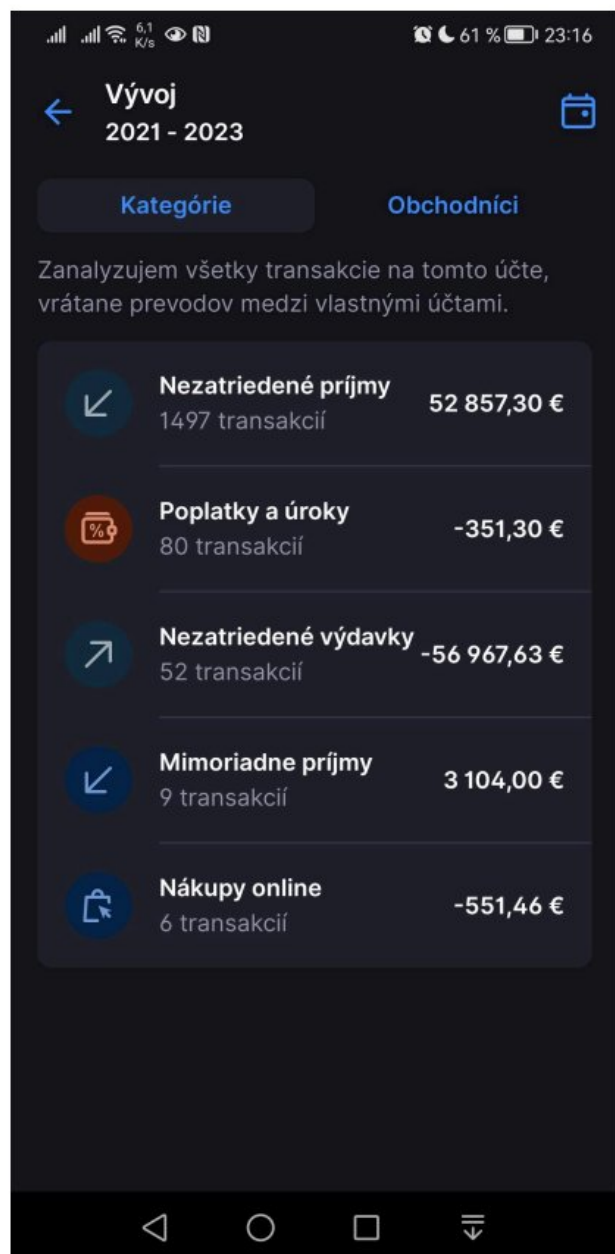 6,1
K/s
61 %
23:16
Vývoj
2021 - 2023
Kategórie
Obchodníci
Zanalyzujem všetky transakcie na tomto účte,
vrátane prevodov medzi vlastnými účtami.
Nezatriedené príjmy
52 857,30 €
1497 transakcií
Poplatky a úroky
-351,30 €
80 transakcií
Nezatriedené výdavky
-56 967,63 €
52 transakcií
Mimoriadne príjmy
3 104,00 €
9 transakcií
Nákupy online
-551,46 €
6 transakcií